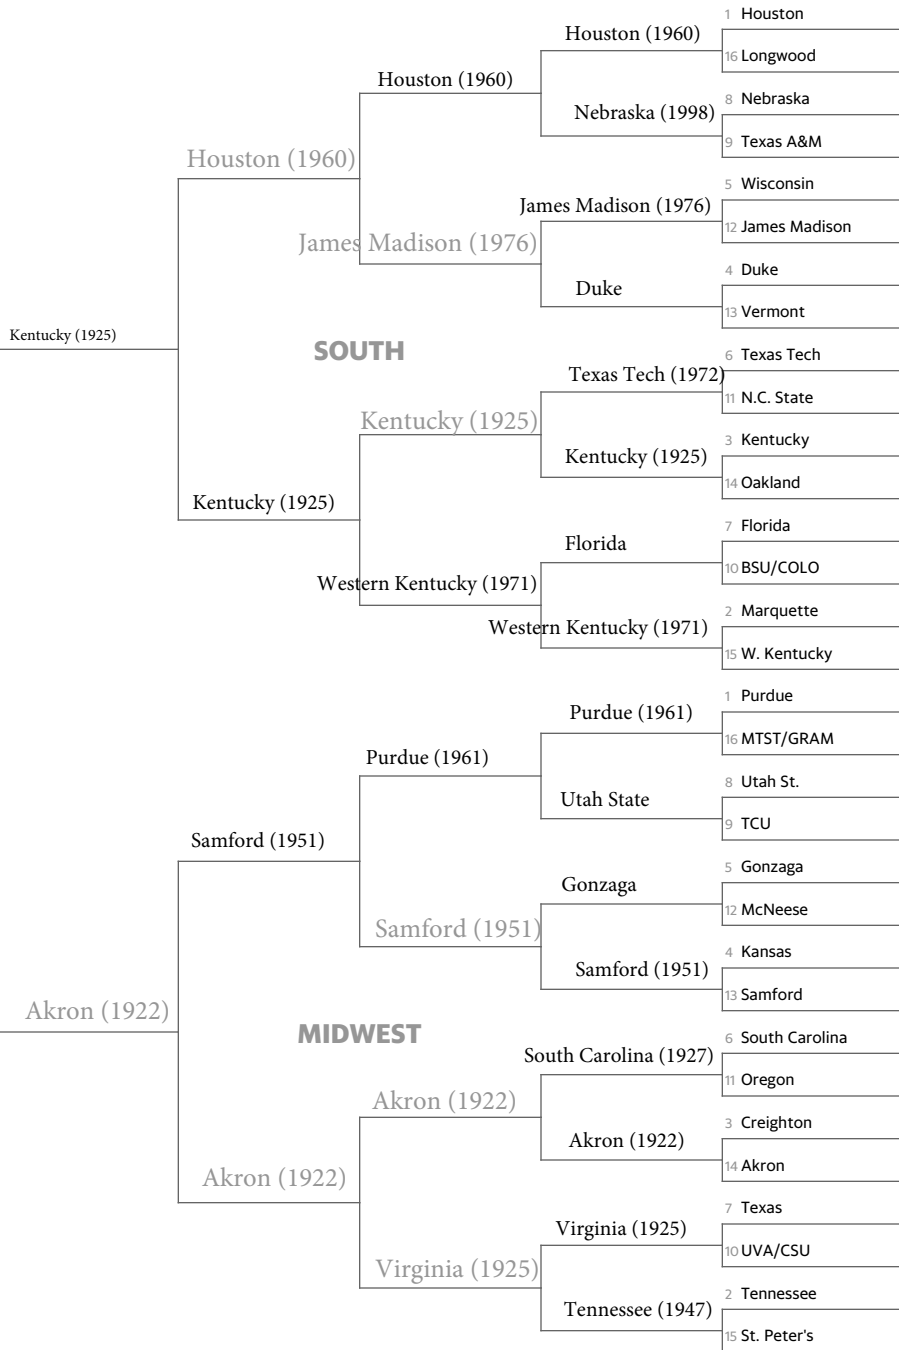 1 Houston
Houston (1960)
16 Longwood
Houston (1960)
8 Nebraska
Nebraska (1998)
9 Texas A&M
Houston (1960)
5 Wisconsin
James Madison (1976)
12 James Madison
James Madison (1976)
4 Duke
Duke
13 Vermont
Kentucky (1925)
SOUTH
6 Texas Tech
Texas Tech (1972)
11 N.C. State
Kentucky (1925)
3 Kentucky
Kentucky (1925)
14 Oakland
Kentucky (1925)
7 Florida
Florida
10 BSU/COLO
Western Kentucky (1971)
2 Marquette
Western Kentucky (1971)
15 W. Kentucky
1 Purdue
Purdue (1961)
16 MTST/GRAM
Purdue (1961)
8 Utah St.
Utah State
9 TCU
Samford (1951)
5 Gonzaga
Gonzaga
12 McNeese
Samford (1951)
4 Kansas
Samford (1951)
13 Samford
Akron (1922)
MIDWEST
6 South Carolina
South Carolina (1927)
11 Oregon
Akron (1922)
3 Creighton
Akron (1922)
14 Akron
Akron (1922)
7 Texas
Virginia (1925)
10 UVA/CSU
Virginia (1925)
2 Tennessee
Tennessee (1947)
15 St. Peter's